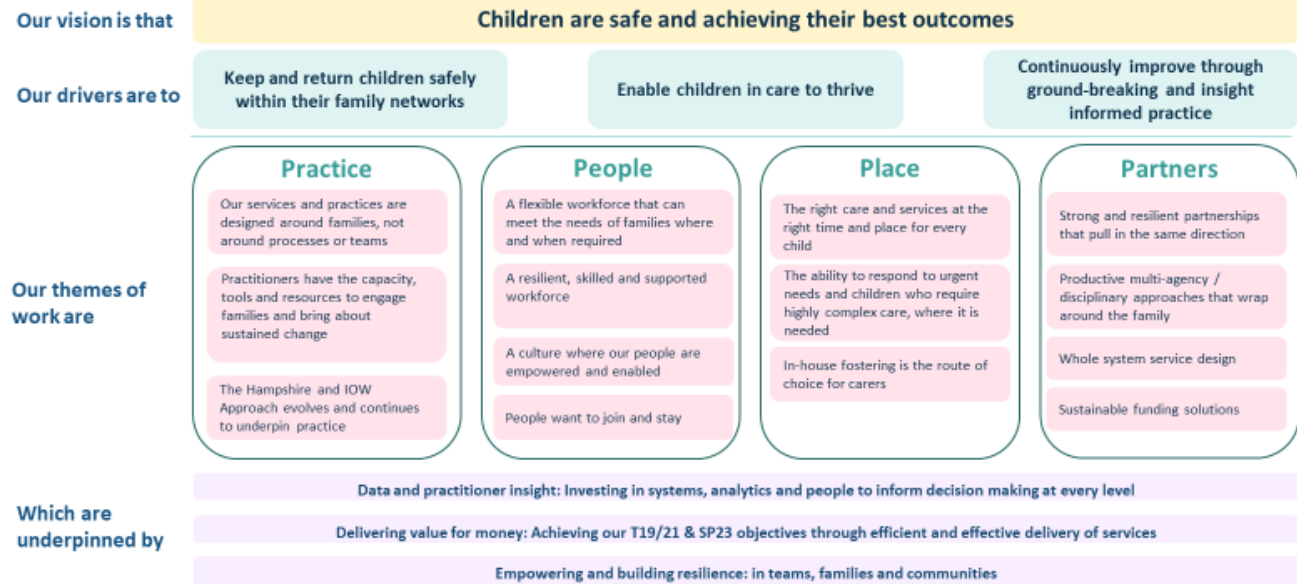 Our vision is that
Children are safe and achieving their best outcomes
Our drivers are to
Keep and return children safely
within their family networks
Enable children in care to thrive
Continuously improve through
ground-breaking and insight
informed practice
Our themes of
work are
Practice
Our services and practices are
designed around families, not
around processes or teams
Practitioners have the capacity,
tools and resources to engage
families and bring about
sustained change
The Hampshire and IOW
Approach evolves and continues
to underpin practice
People
A flexible workforce that can
meet the needs of families where
and when required
A resilient, skilled and supported
workforce
A culture where our people are
empowered and enabled
People want to join and stay
Place
The right care and services at the
right time and place for every
child
The ability to respond to urgent
needs and children who require
highly complex care, where it is
needed
In-house fostering is the route of
choice for carers
Partners
Strong and resilient partnerships
that pull in the same direction
Productive multi-agency /
disciplinary approaches that wrap
around the family
Whole system service design
Sustainable funding solutions
Which are
underpinned by
Data and practitioner insight: Investing in systems, analytics and people to inform decision making at every level
Delivering value for money: Achieving our T19/21 & SP23 objectives through efficient and effective delivery of services
Empowering and building resilience: in teams, families and communities